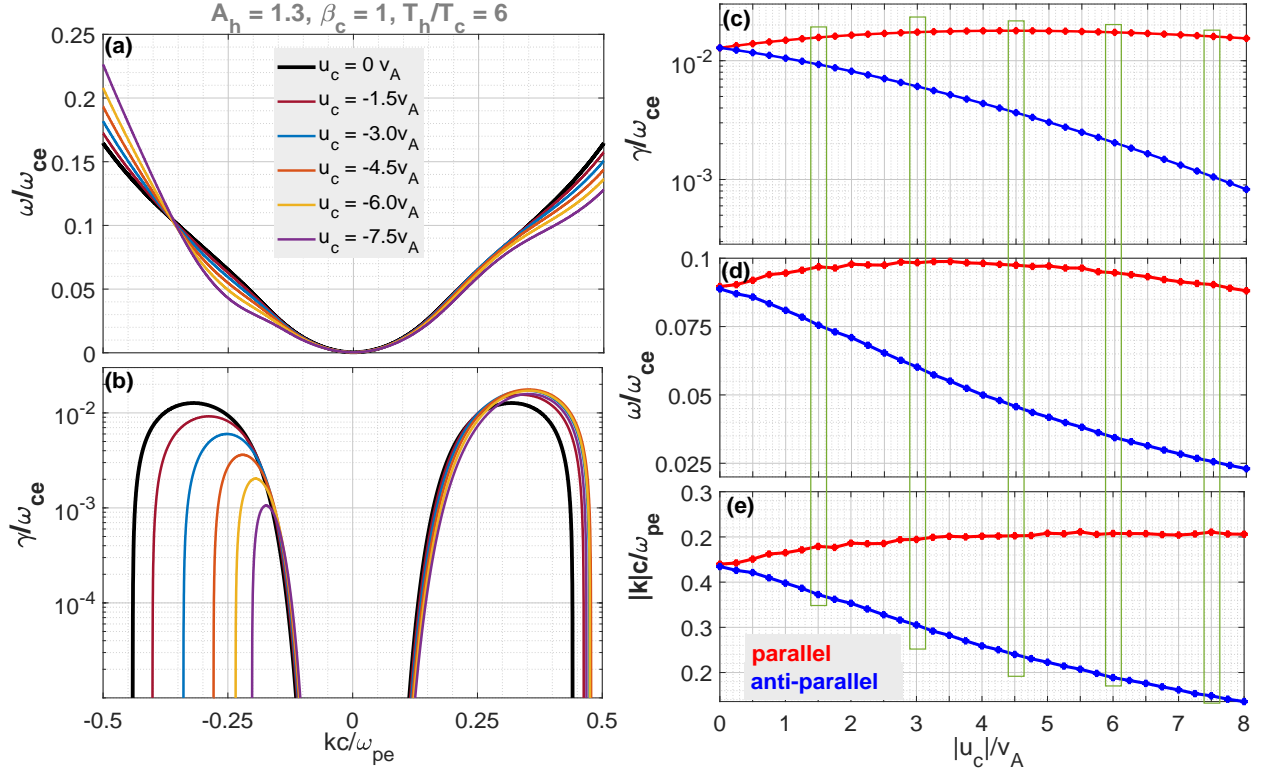 A_h = 1.3, β_c = 1, T_h/T_c = 6
(a)
0.25
0.2
0.15
0.1
0.05
0
ω/ω_ce
u_c = 0 v_A
u_c = -1.5v_A
u_c = -3.0v_A
u_c = -4.5v_A
u_c = -6.0v_A
u_c = -7.5v_A
(b)
10^-2
10^-3
10^-4
γ/ω_ce
-0.5
-0.25
0
0.25
0.5
kc/ω_pe
(c)
10^-2
10^-3
γ/ω_ce
(d)
0.1
0.075
0.05
0.025
ω/ω_ce
(e)
0.3
0.2
0.4
0.3
0.2
|k|c/ω_pe
parallel
anti-parallel
0
1
2
3
4
5
6
7
8
|u_c|/v_A